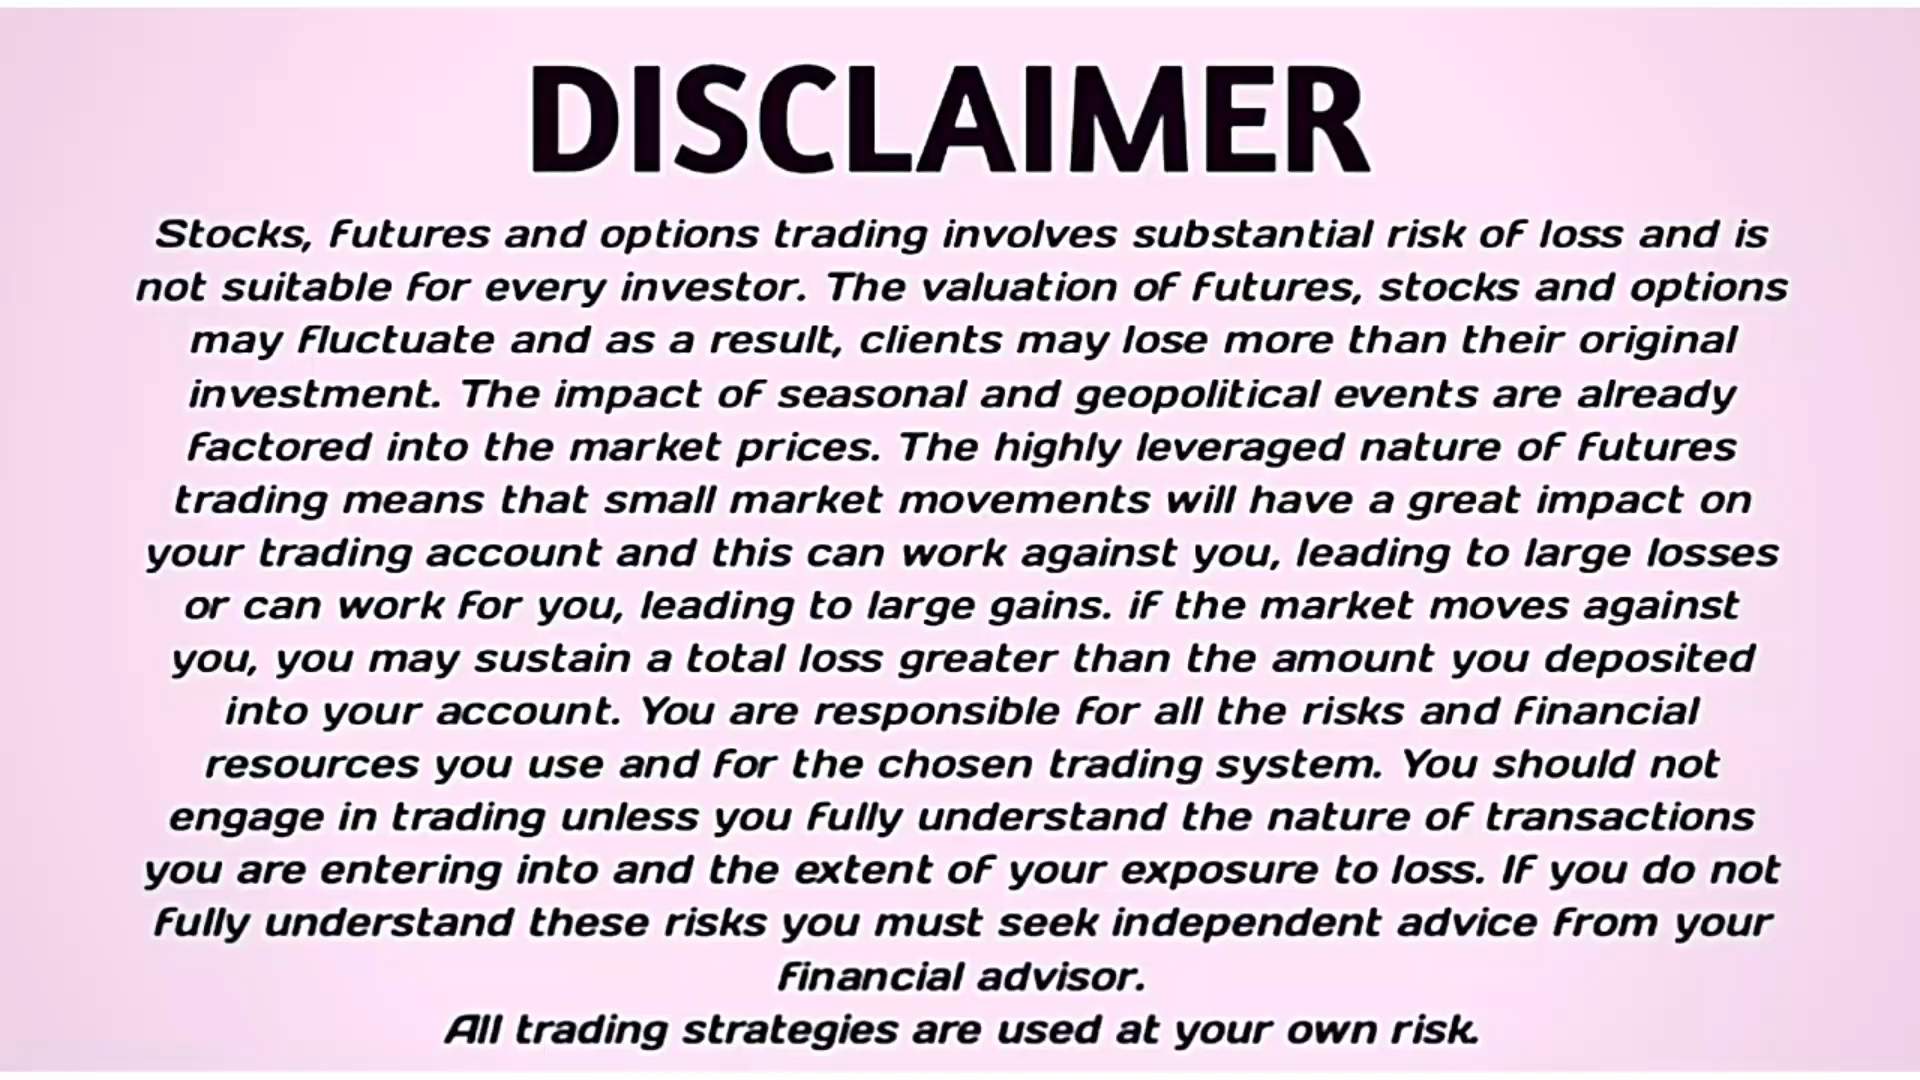 DISCLAIMER
Stocks, futures and options trading involves substantial risk of loss and is
not suitable for every investor. The valuation of futures, stocks and options
may fluctuate and as a result, clients may lose more than their original
investment. The impact of seasonal and geopolitical events are already
factored into the market prices. The highly leveraged nature of futures
trading means that small market movements will have a great impact on
your trading account and this can work against you, leading to large losses
or can work for you, leading to large gains. if the market moves against
you, you may sustain a total loss greater than the amount you deposited
into your account. You are responsible for all the risks and financial
resources you use and for the chosen trading system. You should not
engage in trading unless you fully understand the nature of transactions
you are entering into and the extent of your exposure to loss. If you do not
fully understand these risks you must seek independent advice from your
financial advisor.
All trading strategies are used at your own risk.